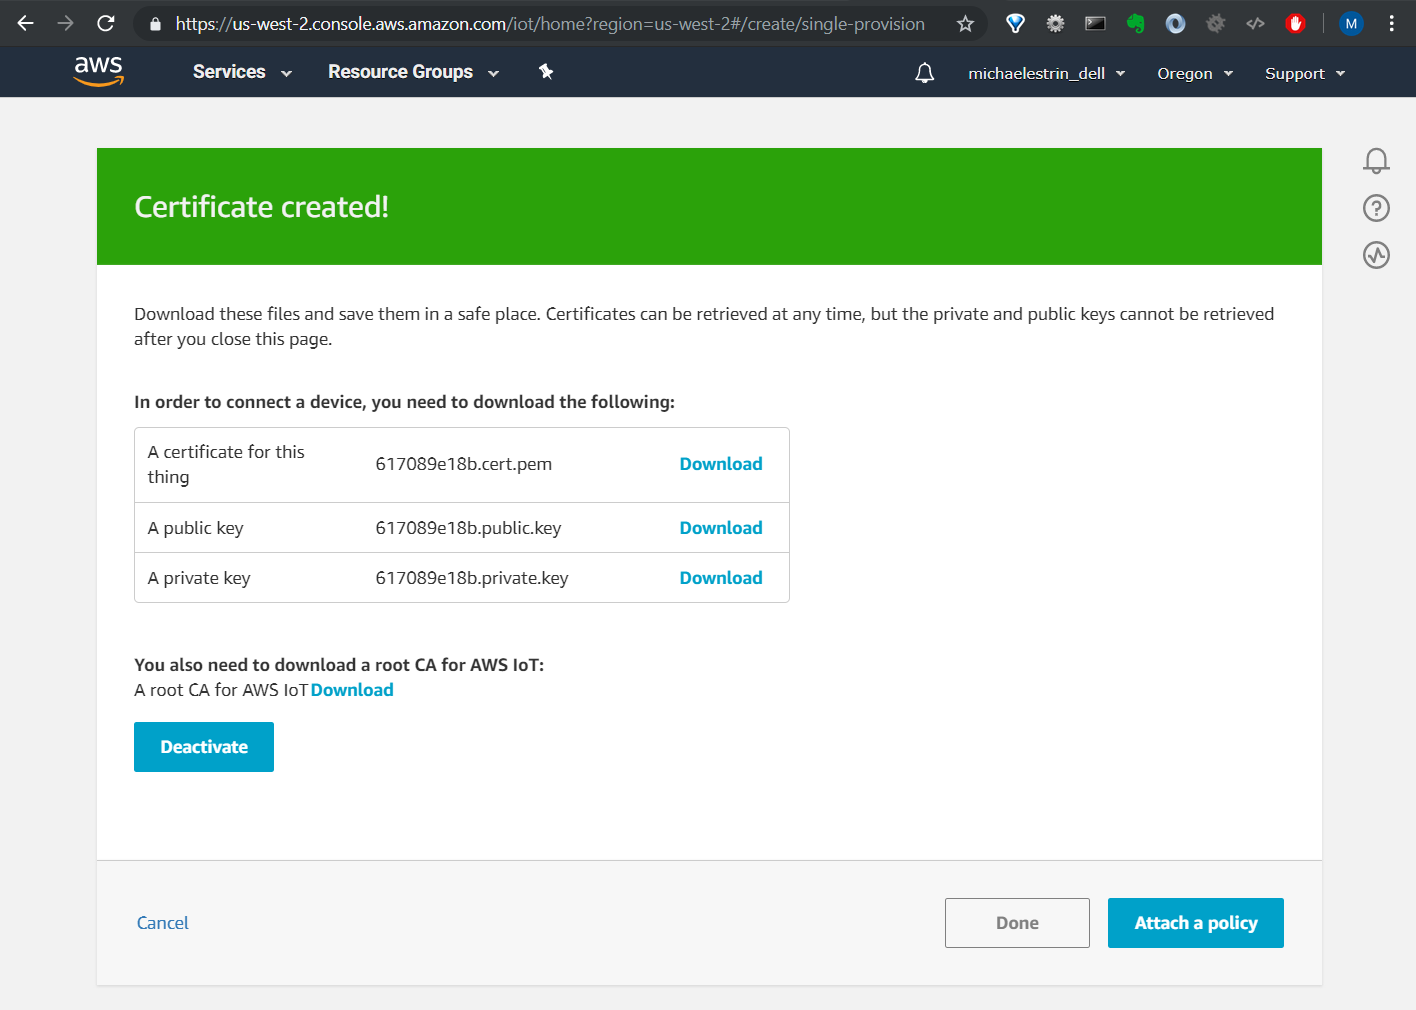 https://us-west-2.console.aws.amazon.com/iot/home?region=us-west-2#/create/single-provision
M
aws
Services
Resource Groups
michaelestrin_dell
Oregon
Support
Certificate created!
Download these files and save them in a safe place. Certificates can be retrieved at any time, but the private and public keys cannot be retrieved
after you close this page.
In order to connect a device, you need to download the following:
A certificate for this
thing
617089e18b.cert.pem
Download
A public key
617089e18b.public.key
Download
A private key
617089e18b.private.key
Download
You also need to download a root CA for AWS IoT:
A root CA for AWS IoT Download
Deactivate
Cancel
Done
Attach a policy